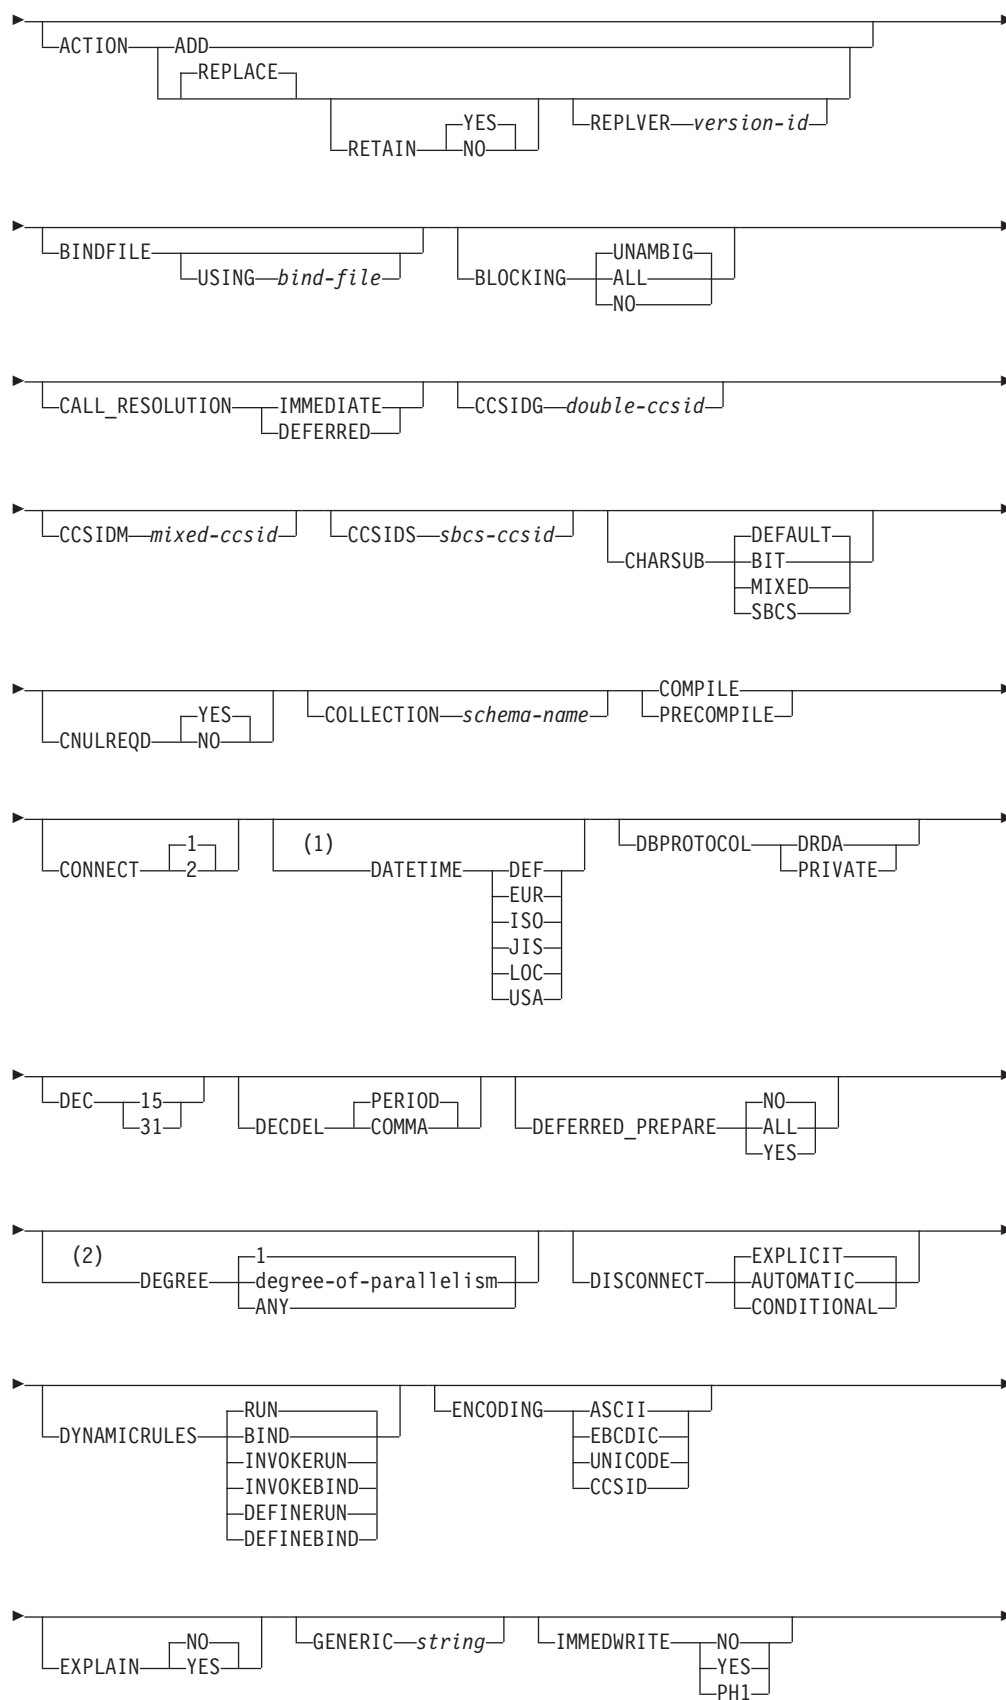 ACTION ADD
REPLACE
YES
REPLVER version-id
RETAIN NO
BINDFILE UNAMBIG
USING bind-file BLOCKING ALL
NO
CALL_RESOLUTION IMMEDIATE CCSIDG double-ccsid
DEFERRED
CCSIDM mixed-ccsid CCSIDS sbcs-ccsid DEFAULT
CHARSUB BIT
MIXED
SBCS
YES COLLECTION schema-name COMPILE
CNULREQD NO PRECOMPILE
1 (1) DBPROTOCOL DRDA
CONNECT 2 DATETIME DEF PRIVATE
EUR
ISO
JIS
LOC
USA
DEC 15 PERIOD NO
31 DECDEL COMMA DEFERRED_PREPARE ALL
YES
(2) 1 EXPLICIT
DEGREE degree-of-parallelism DISCONNECT AUTOMATIC
ANY CONDITIONAL
RUN ENCODING ASCII
DYNAMICRULES BIND EBCDIC
INVOKERUN UNICODE
INVOKEBIND CCSID
DEFINERUN
DEFINEBIND
NO GENERIC string IMMEDWRITE NO
EXPLAIN YES YES
PH1